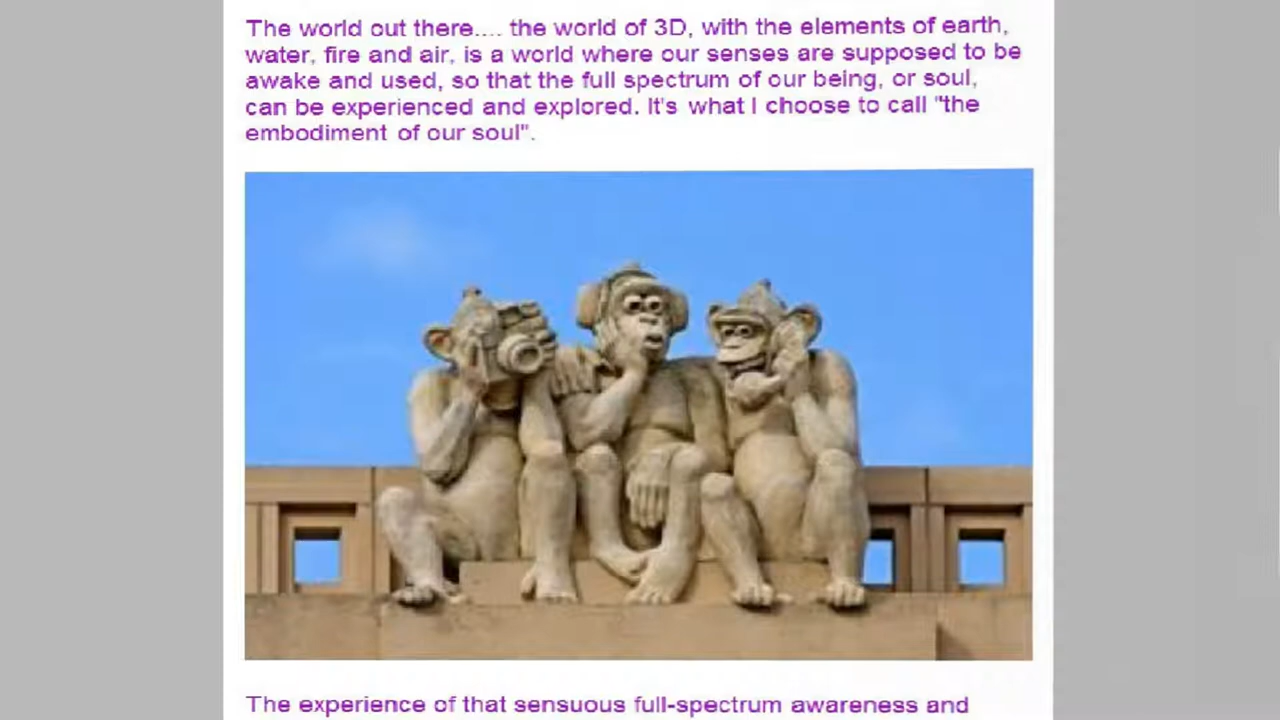 The world out there.... the world of 3D, with the elements of earth,
water, fire and air, is a world where our senses are supposed to be
awake and used, so that the full spectrum of our being, or soul,
can be experienced and explored. It's what I choose to call "the
embodiment of our soul".
The experience of that sensuous full-spectrum awareness and